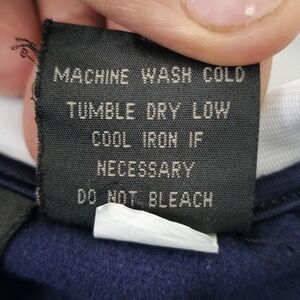 MACHINE WASH COLD
TUMBLE DRY LOW
COOL IRON IF
NECESSARY
DO NOT BLEACH